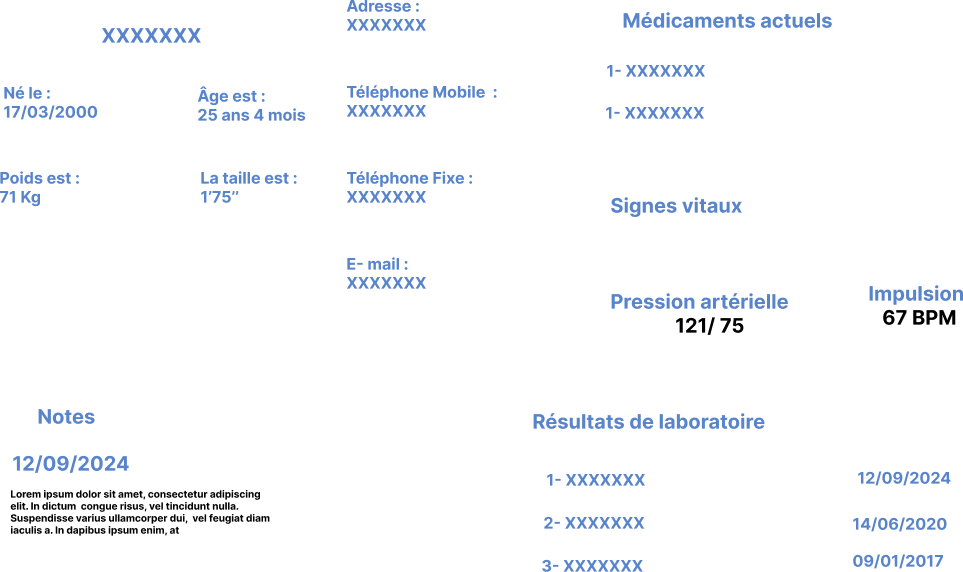 XXXXXXX
Né le :
17/03/2000
Âge est :
25 ans 4 mois
Poids est :
71 Kg
La taille est :
1’75’’
Adresse :
XXXXXXX
Téléphone Mobile  :
XXXXXXX
Téléphone Fixe :
XXXXXXX
E- mail :
XXXXXXX
Médicaments actuels
1- XXXXXXX
1- XXXXXXX
Signes vitaux
Pression artérielle
121/ 75
Impulsion
67 BPM
Notes
12/09/2024
Lorem ipsum dolor sit amet, consectetur adipiscing
elit. In dictum  congue risus, vel tincidunt nulla.
Suspendisse varius ullamcorper dui,  vel feugiat diam
iaculis a. In dapibus ipsum enim, at
Résultats de laboratoire
1- XXXXXXX 12/09/2024
2- XXXXXXX 14/06/2020
3- XXXXXXX 09/01/2017